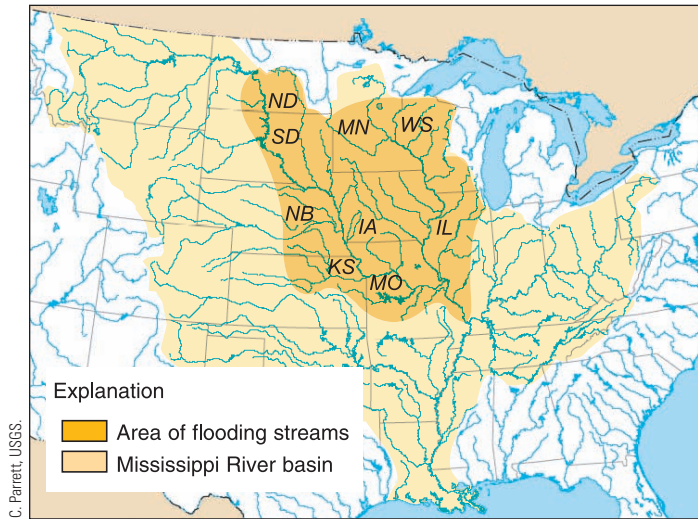 ND
MN
WS
SD
NB
IA
IL
KS
MO
Explanation
Area of flooding streams
Mississippi River basin
C. Parrett, USGS.